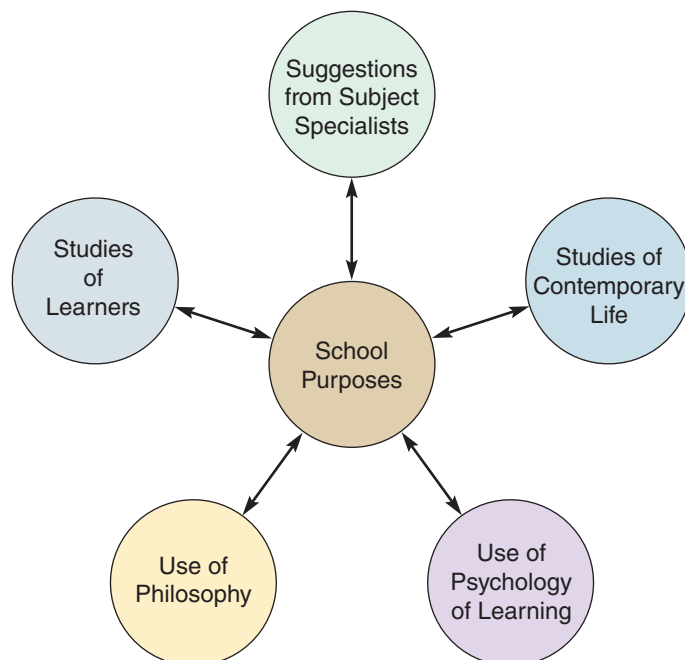 Suggestions
from Subject
Specialists
Studies
of
Learners
Studies of
Contemporary
Life
School
Purposes
Use of
Philosophy
Use of
Psychology
of Learning